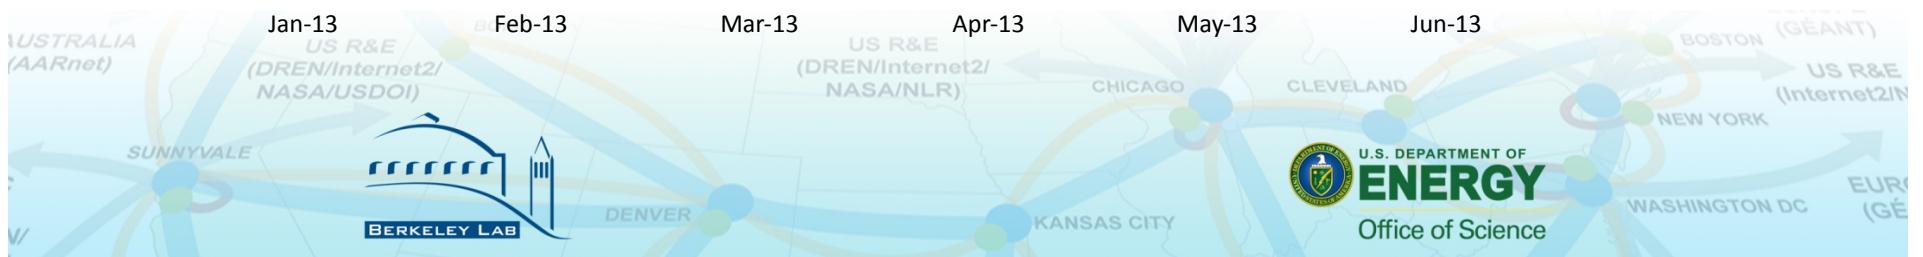 Jan-13 Feb-13 Mar-13 Apr-13 May-13 Jun-13
AUSTRALIA
(AARnet)
US R&E
(DREN/Internet2/
NASA/USDOI)
US R&E
(DREN/Internet2/
NASA/NLR)
CHICAGO
CLEVELAND
BOSTON
(GÉANT)
US R&E
(Internet2/N
NEW YORK
SUNNYVALE
DENVER
KANSAS CITY
WASHINGTON DC
EURO
(GÉ
BERKELEY LAB
U.S. DEPARTMENT OF
ENERGY
Office of Science